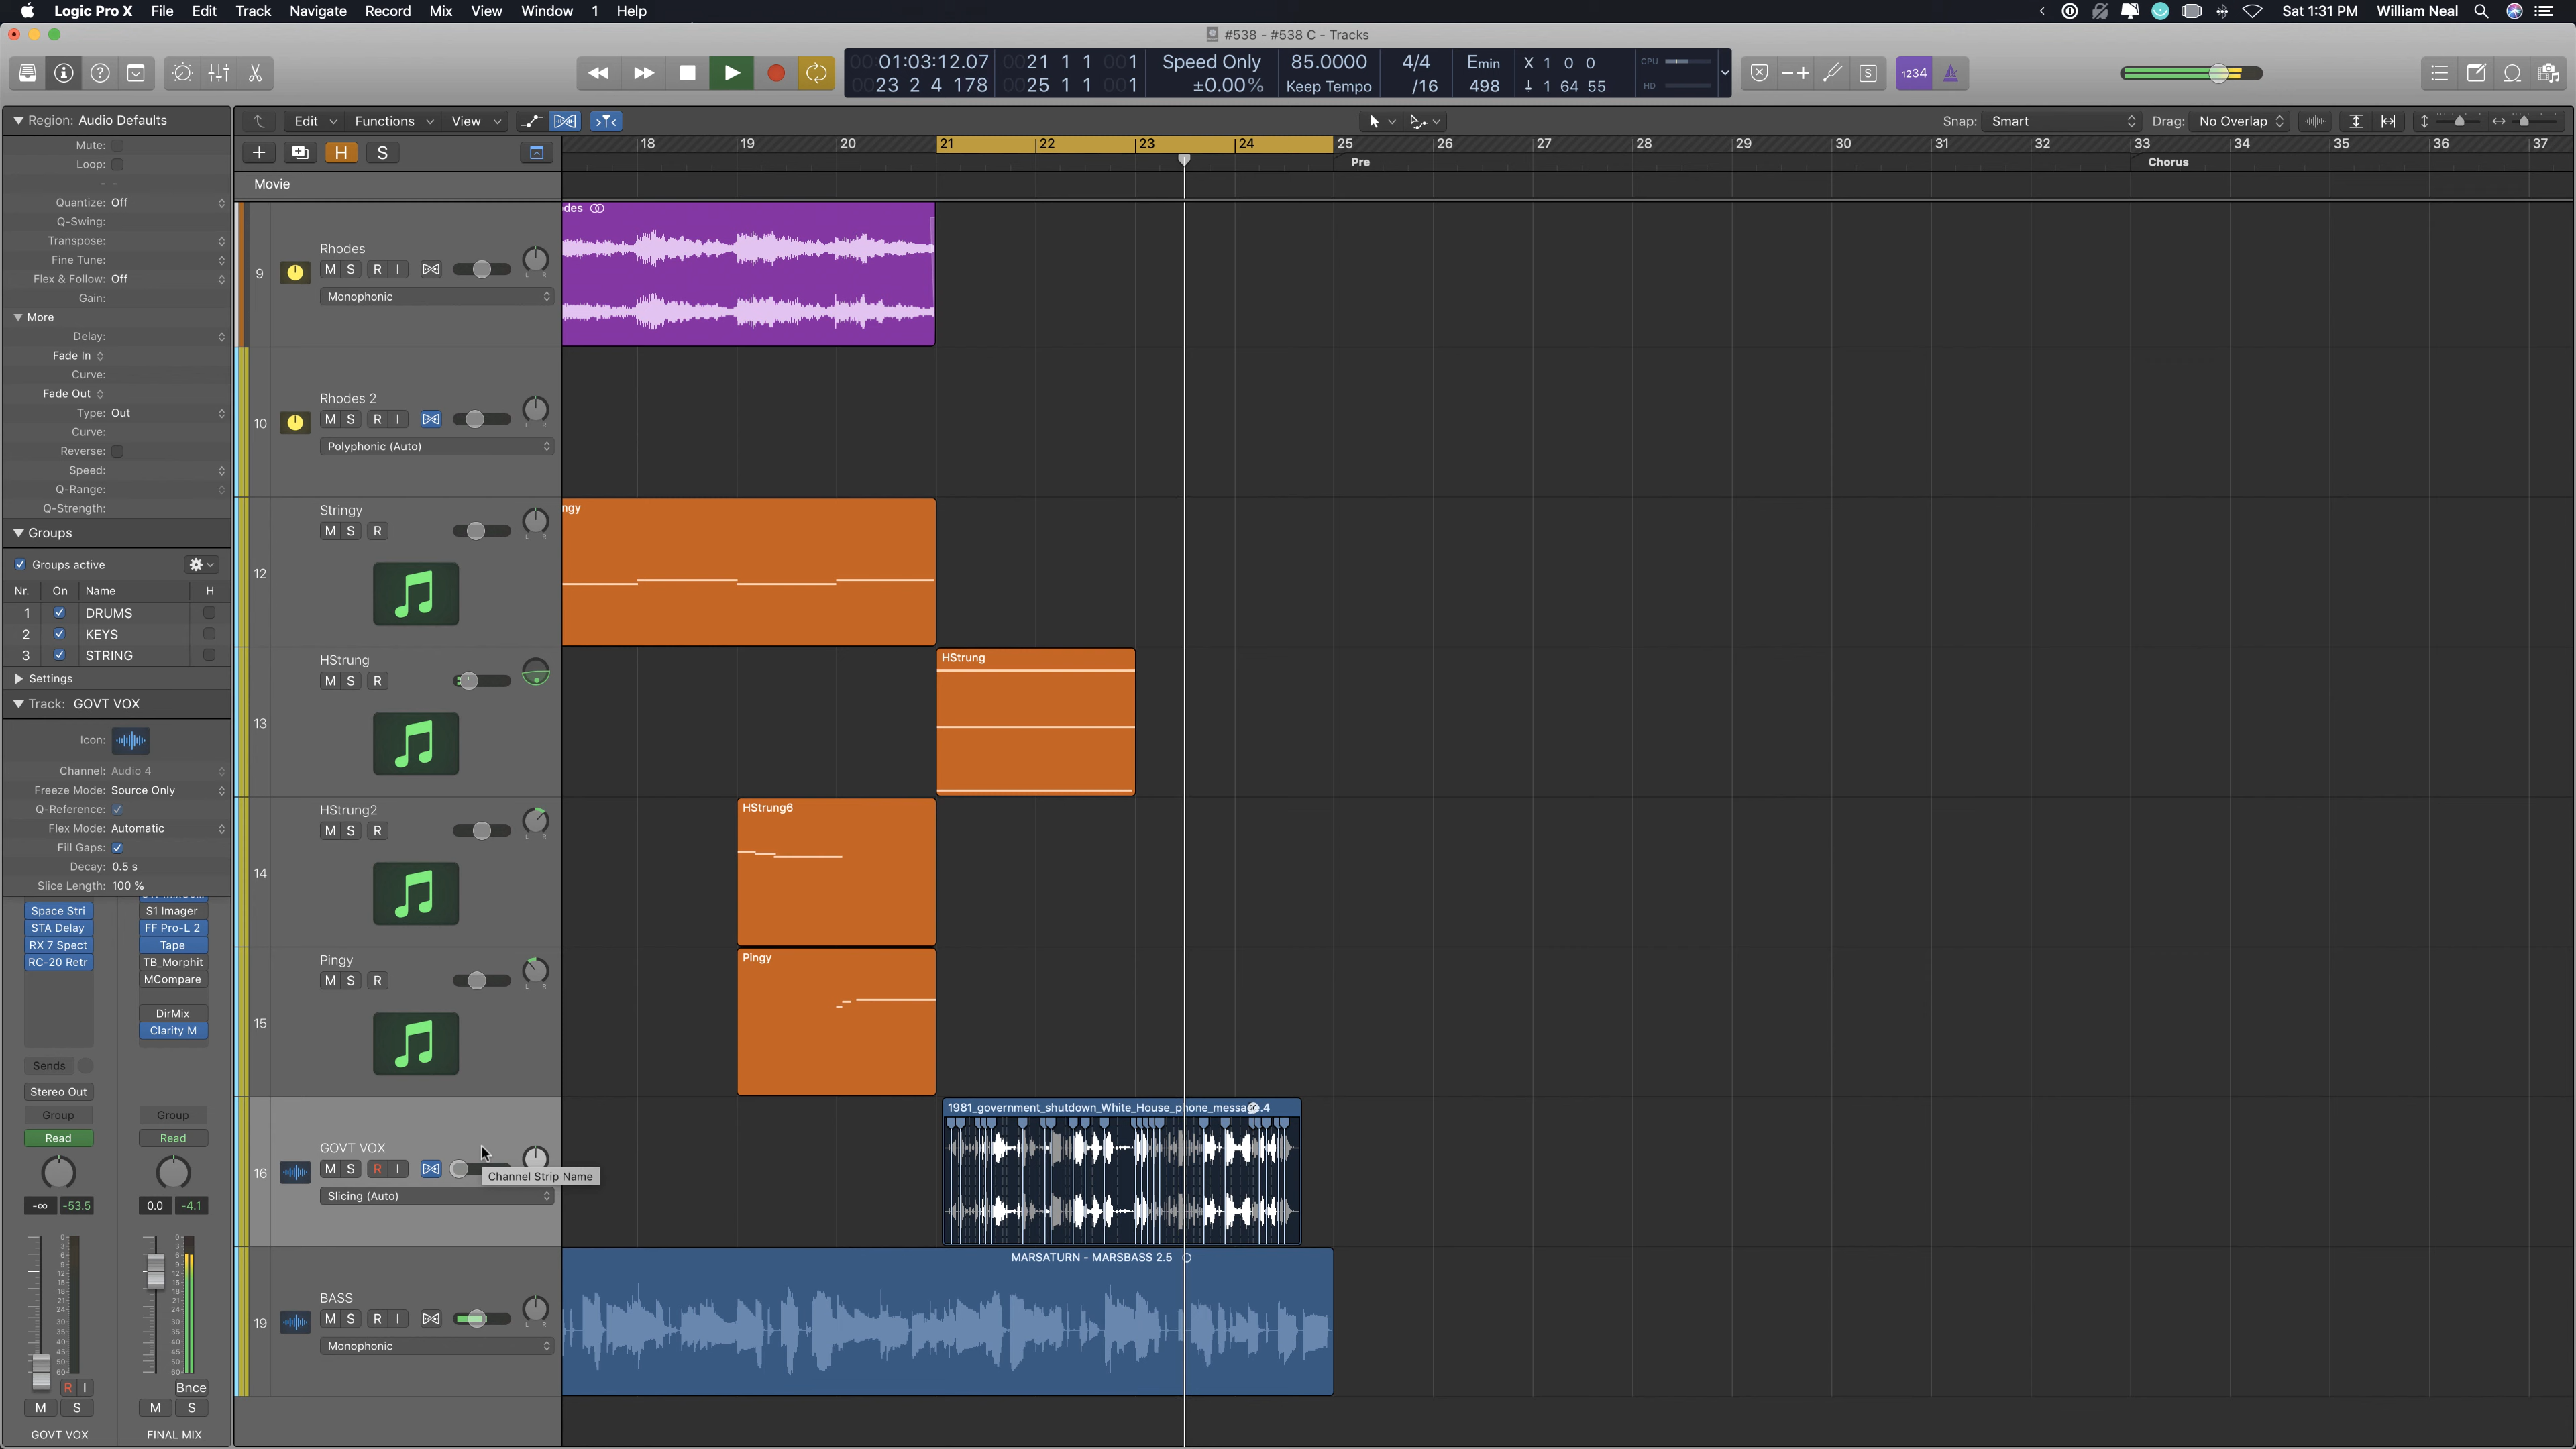 Logic Pro X File Edit Track Navigate Record Mix View Window 1 Help
Sat 1:31 PM William Neal
#538 - #538 C - Tracks
01:03:12.07 0021 1 1 001 Speed Only 85.0000 4/4 Emin X 1 0 0 CPU
0023 2 4 178 0025 1 1 001 ±0.00% Keep Tempo /16 498 1 64 55 HD
1234
Region: Audio Defaults
Edit Functions View
Snap: Smart Drag: No Overlap
H S
18 19 20 21 22 23 24 25 26 27 28 29 30 31 32 33 34 35 36 37
Pre Chorus
Movie
Mute:
Loop:
- -
Quantize: Off
Q-Swing:
Transpose:
Fine Tune:
Flex & Follow: Off
Gain:
More
Delay:
Fade In
Curve:
Fade Out
Type: Out
Curve:
Reverse:
Speed:
Q-Range:
Q-Strength:
Groups
Groups active
Nr. On Name H
1 DRUMS
2 KEYS
3 STRING
Settings
Track: GOVT VOX
Icon:
Channel: Audio 4
Freeze Mode: Source Only
Q-Reference:
Flex Mode: Automatic
Fill Gaps:
Decay: 0.5 s
Slice Length: 100 %
Space Stri
STA Delay
RX 7 Spect
RC-20 Retr
Sends
Stereo Out
Group
Read
-∞ -53.5
R I
M S
GOVT VOX
S1 Imager
FF Pro-L 2
Tape
TB_Morphit
MCompare
DirMix
Clarity M
Group
Read
0.0 -4.1
Bnce
M S
FINAL MIX
9
Rhodes
M S R I
L R
Monophonic
des
10
Rhodes 2
M S R I
L R
Polyphonic (Auto)
12
Stringy
M S R
L R
ngy
13
HStrung
M S R
HStrung
14
HStrung2
M S R
L R
HStrung6
15
Pingy
M S R
L R
Pingy
16
GOVT VOX
M S R I
Channel Strip Name
Slicing (Auto)
1981_government_shutdown_White_House_phone_message.4
19
BASS
M S R I
L R
Monophonic
MARSATURN - MARSBASS 2.5